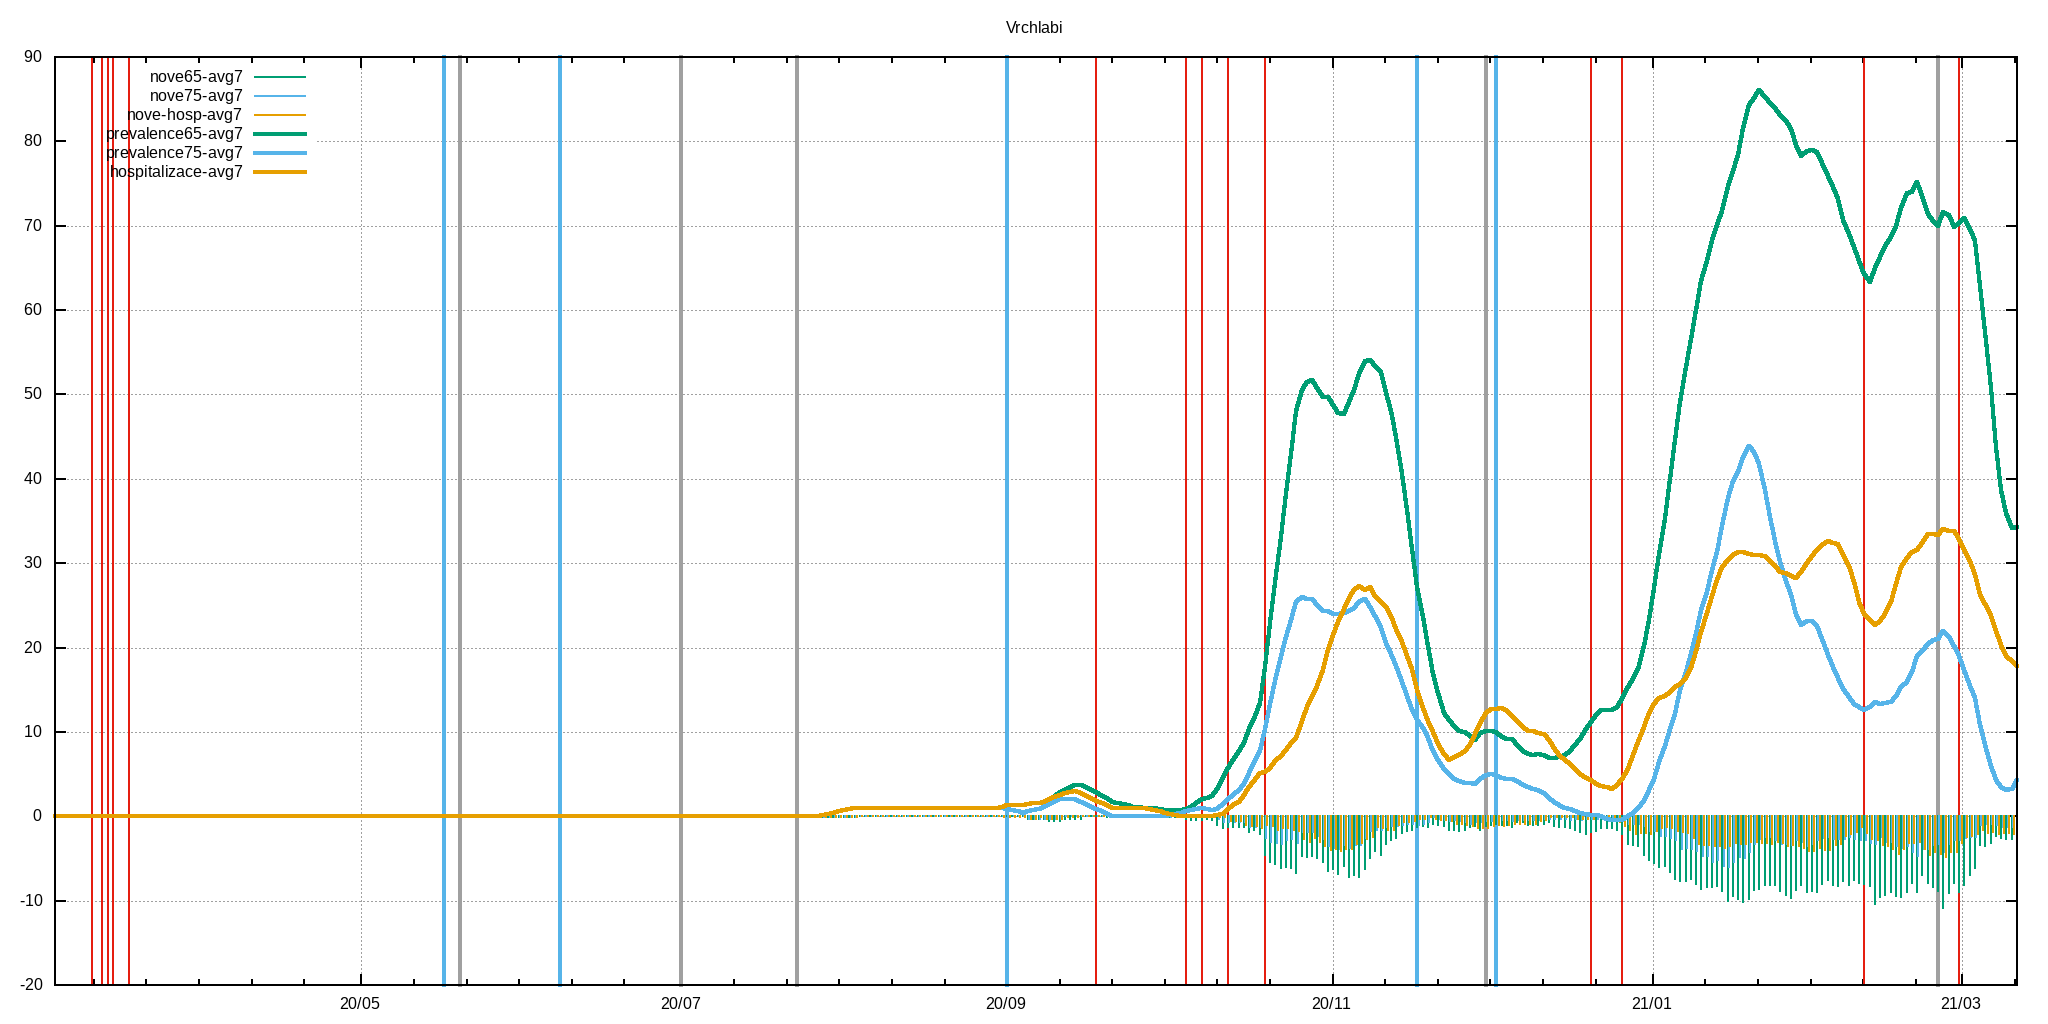 Vrchlabi
90
80
70
60
50
40
30
20
10
0
-10
-20
nove65-avg7
nove75-avg7
nove-hosp-avg7
prevalence65-avg7
prevalence75-avg7
hospitalizace-avg7
20/05 20/07 20/09 20/11 21/01 21/03